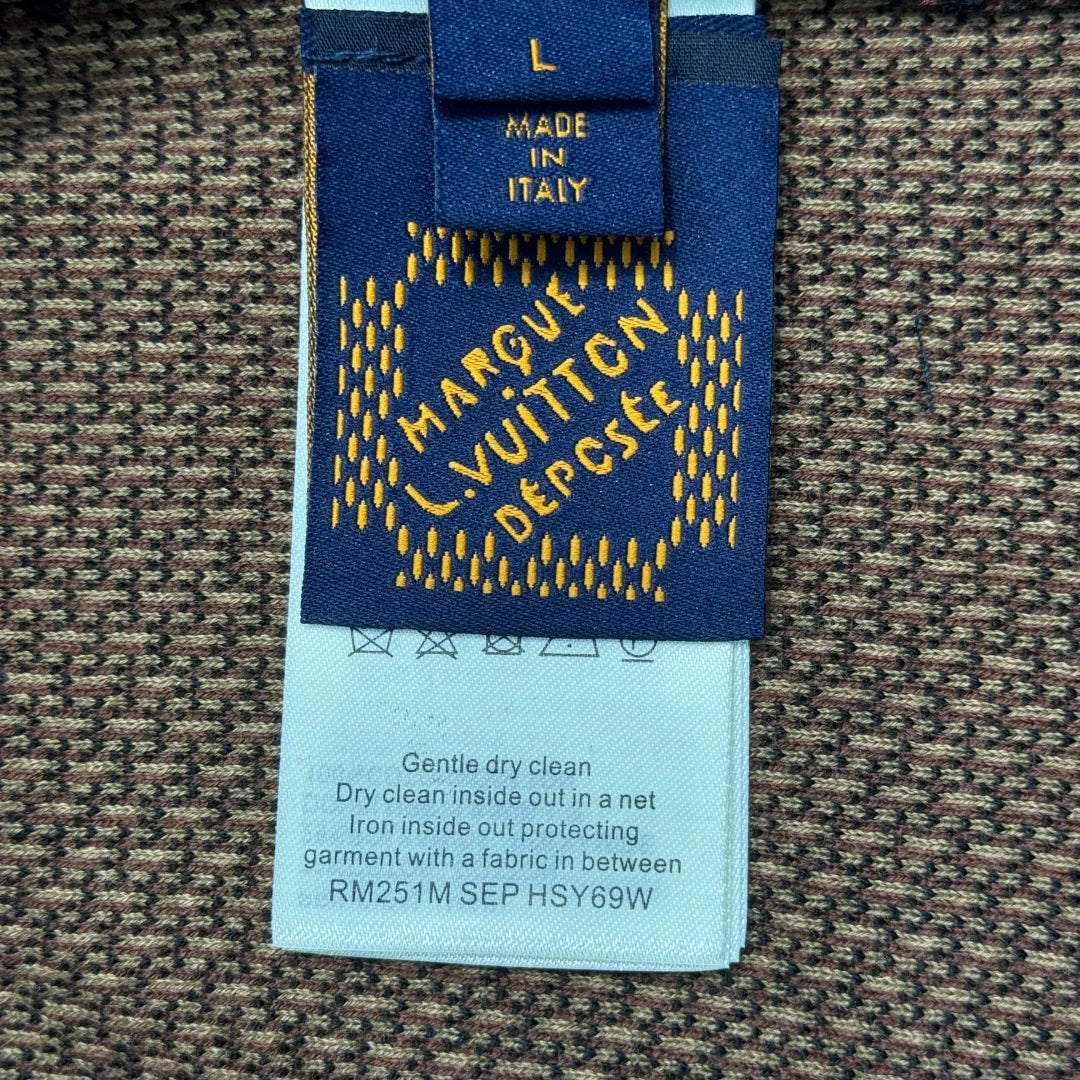 L
MADE
IN
ITALY
MARQUE
L.VUITTON
DÉPOSÉE
Gentle dry clean
Dry clean inside out in a net
Iron inside out protecting
garment with a fabric in between
RM251M SEP HSY69W